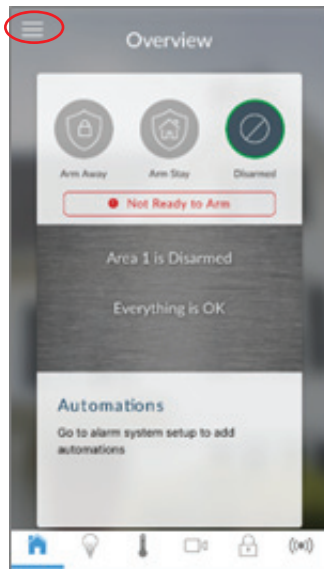 Overview
Arm Away Arm Stay Disarmed
Not Ready to Arm
Area 1 is Disarmed
Everything is OK
Automations
Go to alarm system setup to add
automations